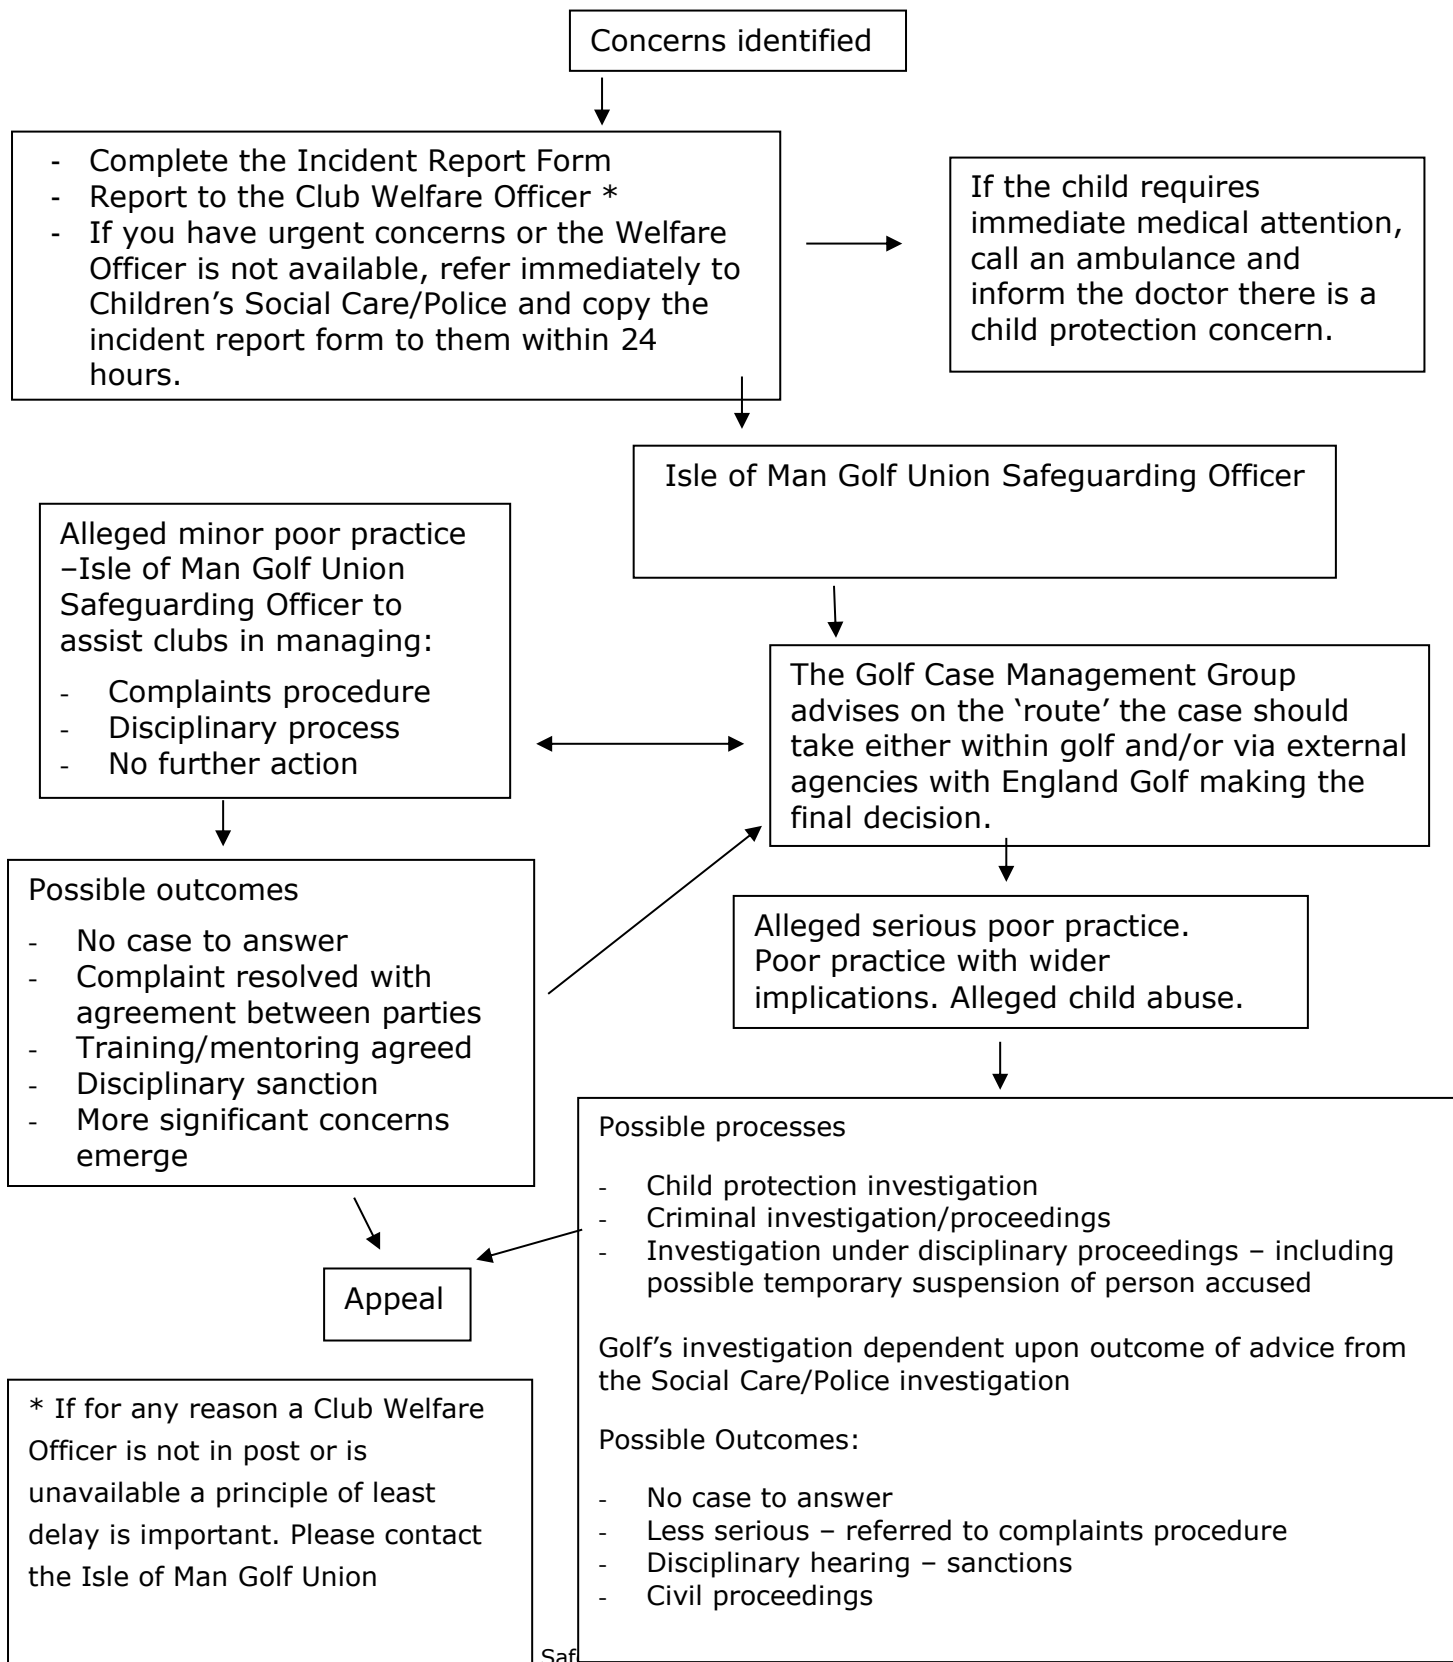 Concerns identified
- Complete the Incident Report Form
- Report to the Club Welfare Officer *
- If you have urgent concerns or the Welfare
Officer is not available, refer immediately to
Children’s Social Care/Police and copy the
incident report form to them within 24
hours.
If the child requires
immediate medical attention,
call an ambulance and
inform the doctor there is a
child protection concern.
Isle of Man Golf Union Safeguarding Officer
Alleged minor poor practice
–Isle of Man Golf Union
Safeguarding Officer to
assist clubs in managing:
- Complaints procedure
- Disciplinary process
- No further action
The Golf Case Management Group
advises on the ‘route’ the case should
take either within golf and/or via external
agencies with England Golf making the
final decision.
Possible outcomes
- No case to answer
- Complaint resolved with
agreement between parties
- Training/mentoring agreed
- Disciplinary sanction
- More significant concerns
emerge
Alleged serious poor practice.
Poor practice with wider
implications. Alleged child abuse.
Possible processes
- Child protection investigation
- Criminal investigation/proceedings
- Investigation under disciplinary proceedings – including
possible temporary suspension of person accused
Golf’s investigation dependent upon outcome of advice from
the Social Care/Police investigation
Possible Outcomes:
- No case to answer
- Less serious – referred to complaints procedure
- Disciplinary hearing – sanctions
- Civil proceedings
Appeal
* If for any reason a Club Welfare
Officer is not in post or is
unavailable a principle of least
delay is important. Please contact
the Isle of Man Golf Union